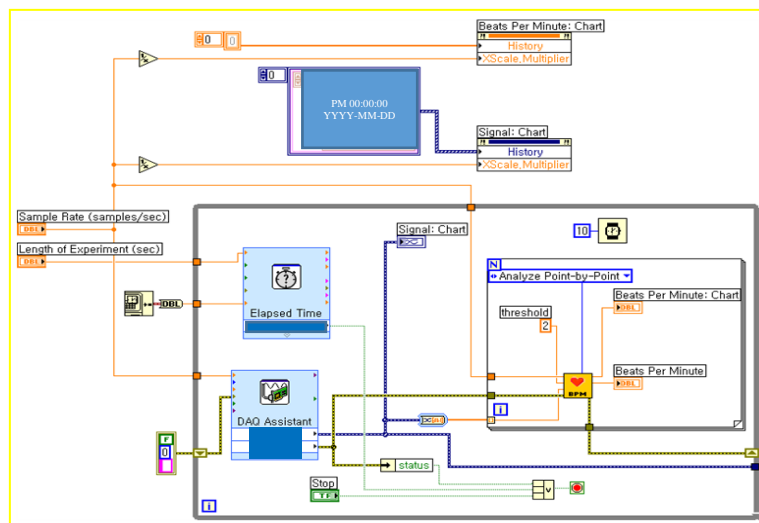 Beats Per Minute: Chart
0
0
History
XScale.Multiplier
0
PM 00:00:00
YYYY-MM-DD
Signal: Chart
History
XScale.Multiplier
Sample Rate (samples/sec)
DBL
Signal: Chart
10
Length of Experiment (sec)
DBL
N
Analyze Point-by-Point
Beats Per Minute: Chart
DBL
DBL
threshold
2
Elapsed Time
Beats Per Minute
DBL
BPM
DAQ Assistant
i
F
0
status
Stop
TF
V
i